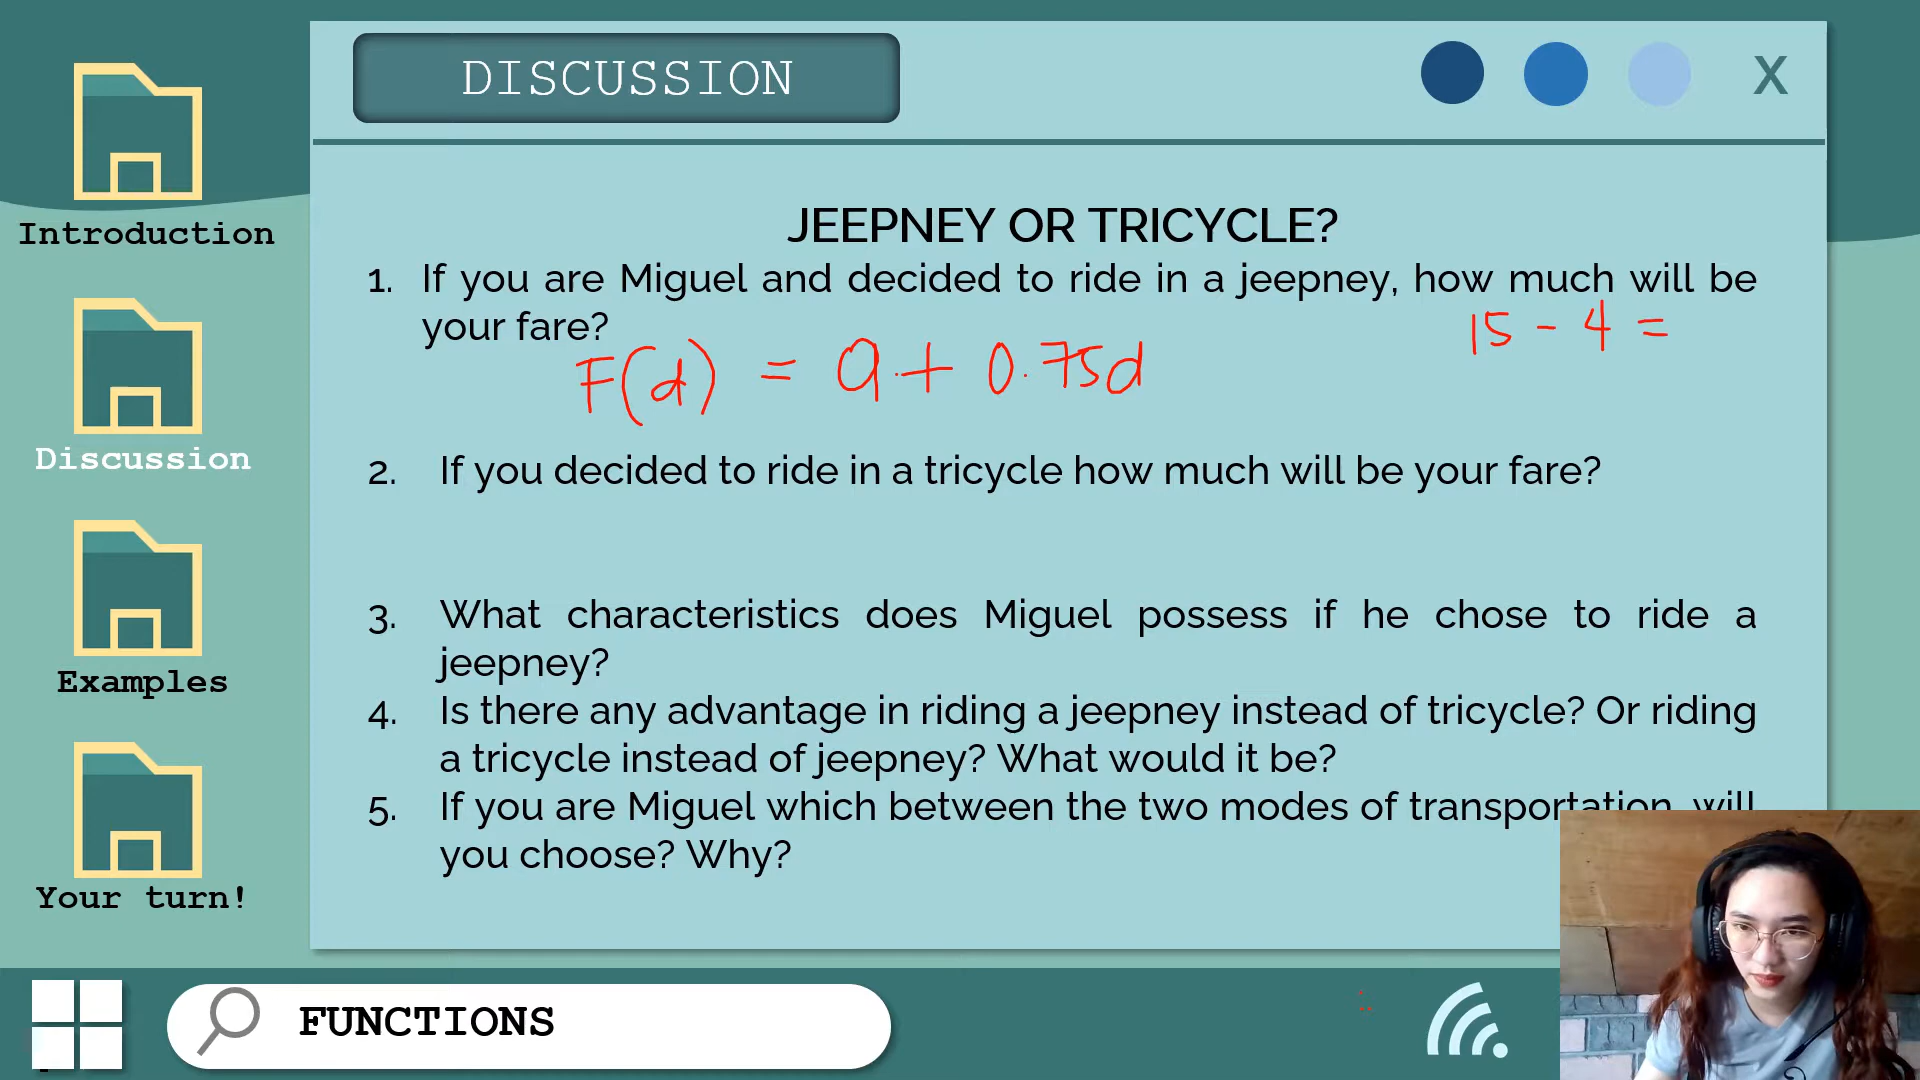 DISCUSSION
X
Introduction
Discussion
Examples
Your turn!
JEEPNEY OR TRICYCLE?
1. If you are Miguel and decided to ride in a jeepney, how much will be
your fare?
15 - 4 =
F(d) = 9 + 0.75d
2. If you decided to ride in a tricycle how much will be your fare?
3. What characteristics does Miguel possess if he chose to ride a
jeepney?
4. Is there any advantage in riding a jeepney instead of tricycle? Or riding
a tricycle instead of jeepney? What would it be?
5. If you are Miguel which between the two modes of transportation, will
you choose? Why?
FUNCTIONS